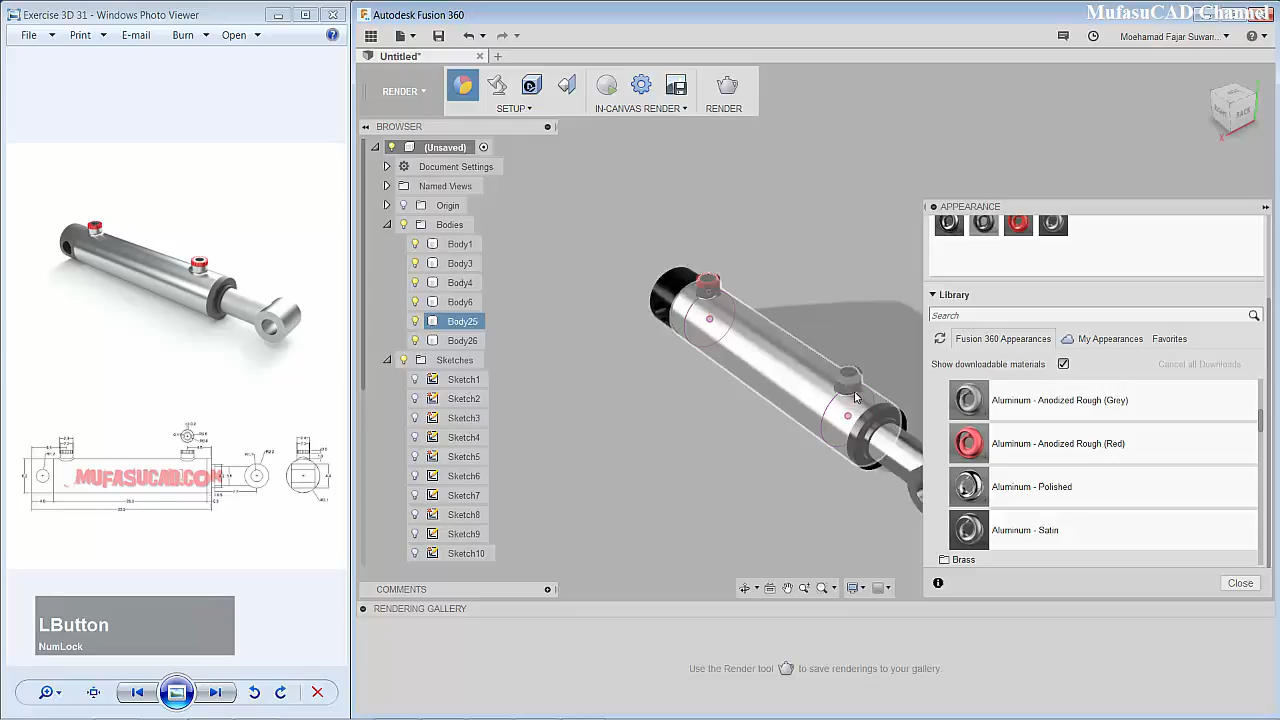 Exercise 3D 31 - Windows Photo Viewer
File Print E-mail Burn Open
MUFASUCAD.COM
LButton
NumLock
Autodesk Fusion 360
MufasuCAD Channel
Moehamad Fajar Suwan...
Untitled*
RENDER
SETUP
IN-CANVAS RENDER
RENDER
BROWSER
(Unsaved)
Document Settings
Named Views
Origin
Bodies
Body1
Body3
Body4
Body6
Body25
Body26
Sketches
Sketch1
Sketch2
Sketch3
Sketch4
Sketch5
Sketch6
Sketch7
Sketch8
Sketch9
Sketch10
COMMENTS
BACK
APPEARANCE
Library
Search
Fusion 360 Appearances My Appearances Favorites
Show downloadable materials Cancel all Downloads
Aluminum - Anodized Rough (Grey)
Aluminum - Anodized Rough (Red)
Aluminum - Polished
Aluminum - Satin
Brass
Close
RENDERING GALLERY
Use the Render tool to save renderings to your gallery.